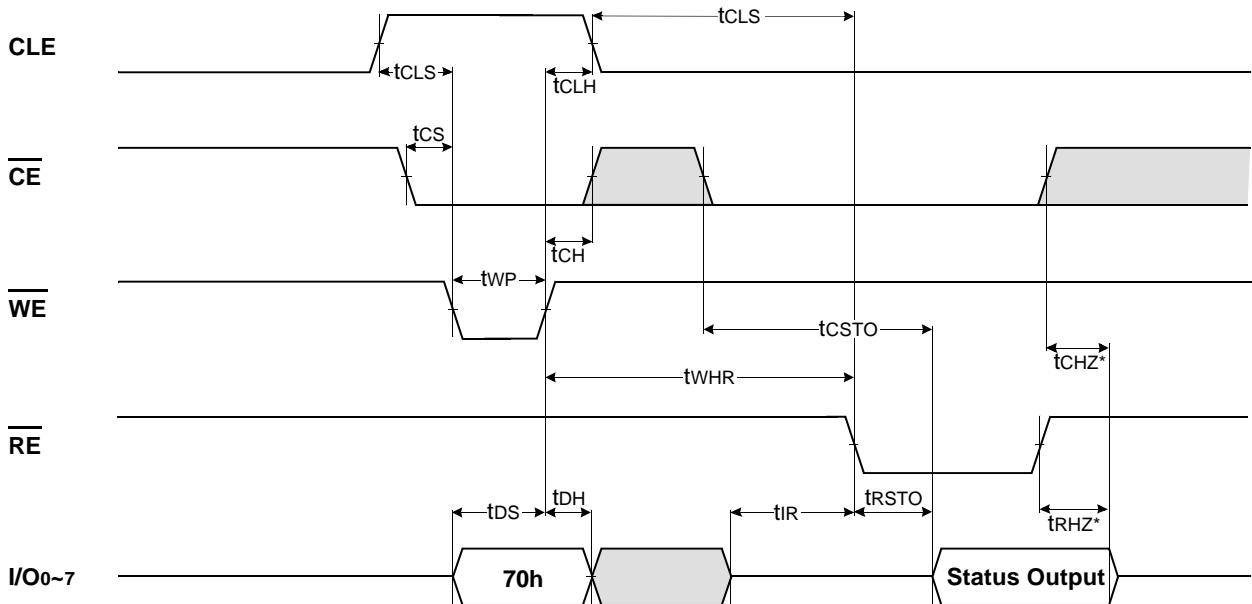 tCLS
CLE
tCLS
tCLH
tCS
CE
tCH
tWP
WE
tCSTO
tCHZ*
tWHR
RE
tDH
tDS
tIR
tRSTO
tRHZ*
I/O0~7
70h
Status Output